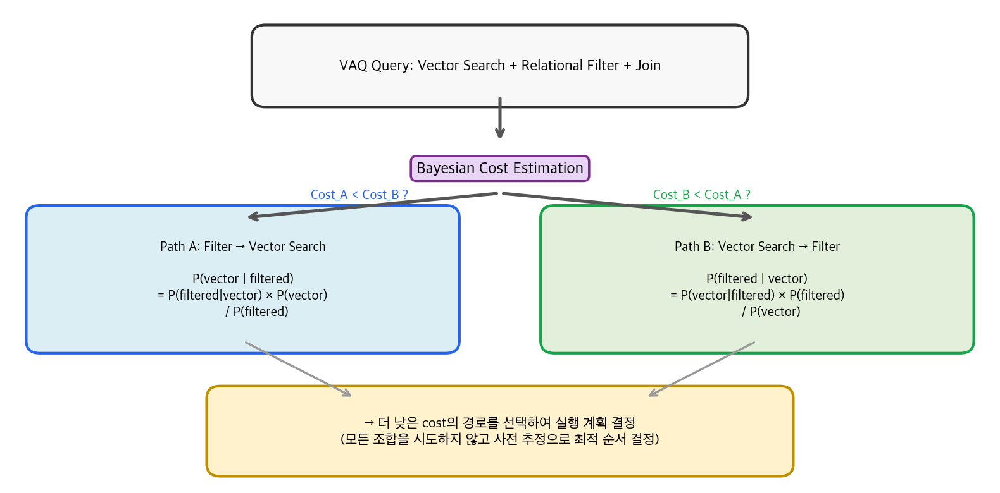 VAQ Query: Vector Search + Relational Filter + Join
Bayesian Cost Estimation
Cost_A < Cost_B ?
Cost_B < Cost_A ?
Path A: Filter → Vector Search
P(vector | filtered)
= P(filtered|vector) × P(vector)
/ P(filtered)
Path B: Vector Search → Filter
P(filtered | vector)
= P(vector|filtered) × P(filtered)
/ P(vector)
→ 더 낮은 cost의 경로를 선택하여 실행 계획 결정
(모든 조합을 시도하지 않고 사전 추정으로 최적 순서 결정)